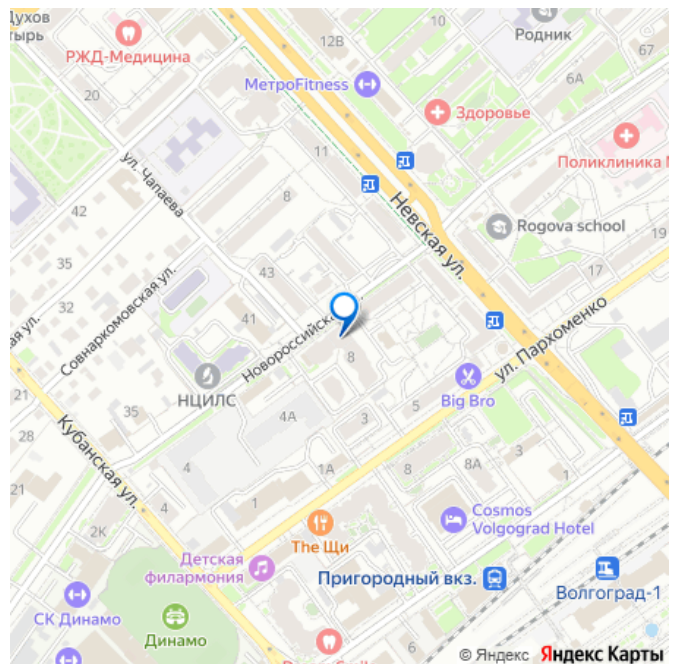 Духов
10
Родник
РЖД-Медицина
12В
67
МетроFitness
6А
20
Здоровье
Поликлиника
11
ул. Чапаева
8
Невская ул.
42
Rogova school
19
35
43
17
Совнаркомовская ул.
32
41
Новороссийская
ул. Пархоменко
8
НЦИЛС
Big Bro
35
4А
3
5
21
28
Кубанская ул.
1А
8
8А
3
1
21
4
4
1
2К
Cosmos
Volgograd Hotel
The Щи
Детская
филармония
Пригородный вкз.
Волгоград-1
СК Динамо
Динамо
6
© Яндекс Яндекс Карты